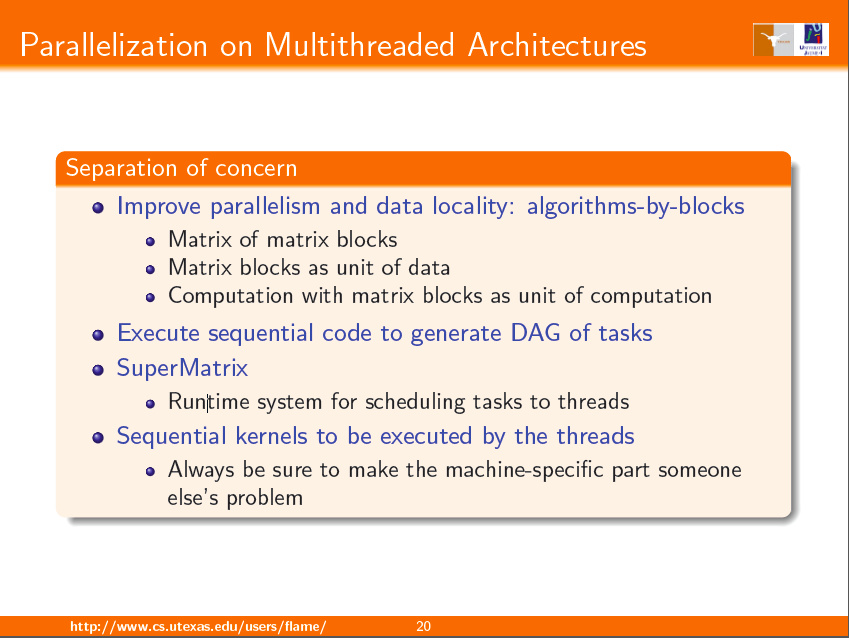 Parallelization on Multithreaded Architectures
Separation of concern
Improve parallelism and data locality: algorithms-by-blocks
Matrix of matrix blocks
Matrix blocks as unit of data
Computation with matrix blocks as unit of computation
Execute sequential code to generate DAG of tasks
SuperMatrix
Runtime system for scheduling tasks to threads
Sequential kernels to be executed by the threads
Always be sure to make the machine-specific part someone
else's problem
http://www.cs.utexas.edu/users/flame/
20